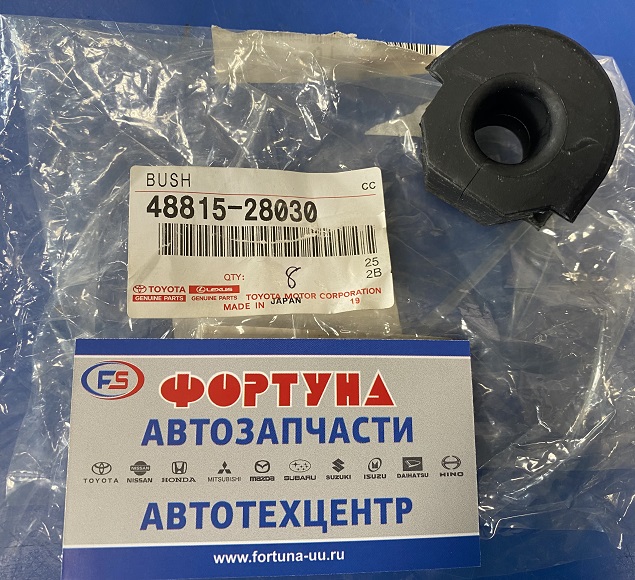 BUSH
CC
48815-28030
25
2B
QTY: 8
TOYOTA LEXUS
GENUINE PARTS GENUINE PARTS
TOYOTA MOTOR CORPORATION
MADE IN JAPAN 19
FS ФОРТУНА
АВТОЗАПЧАСТИ
TOYOTA NISSAN HONDA MITSUBISHI mazda SUBARU SUZUKI ISUZU DAIHATSU HINO
АВТОТЕХЦЕНТР
www.fortuna-uu.ru